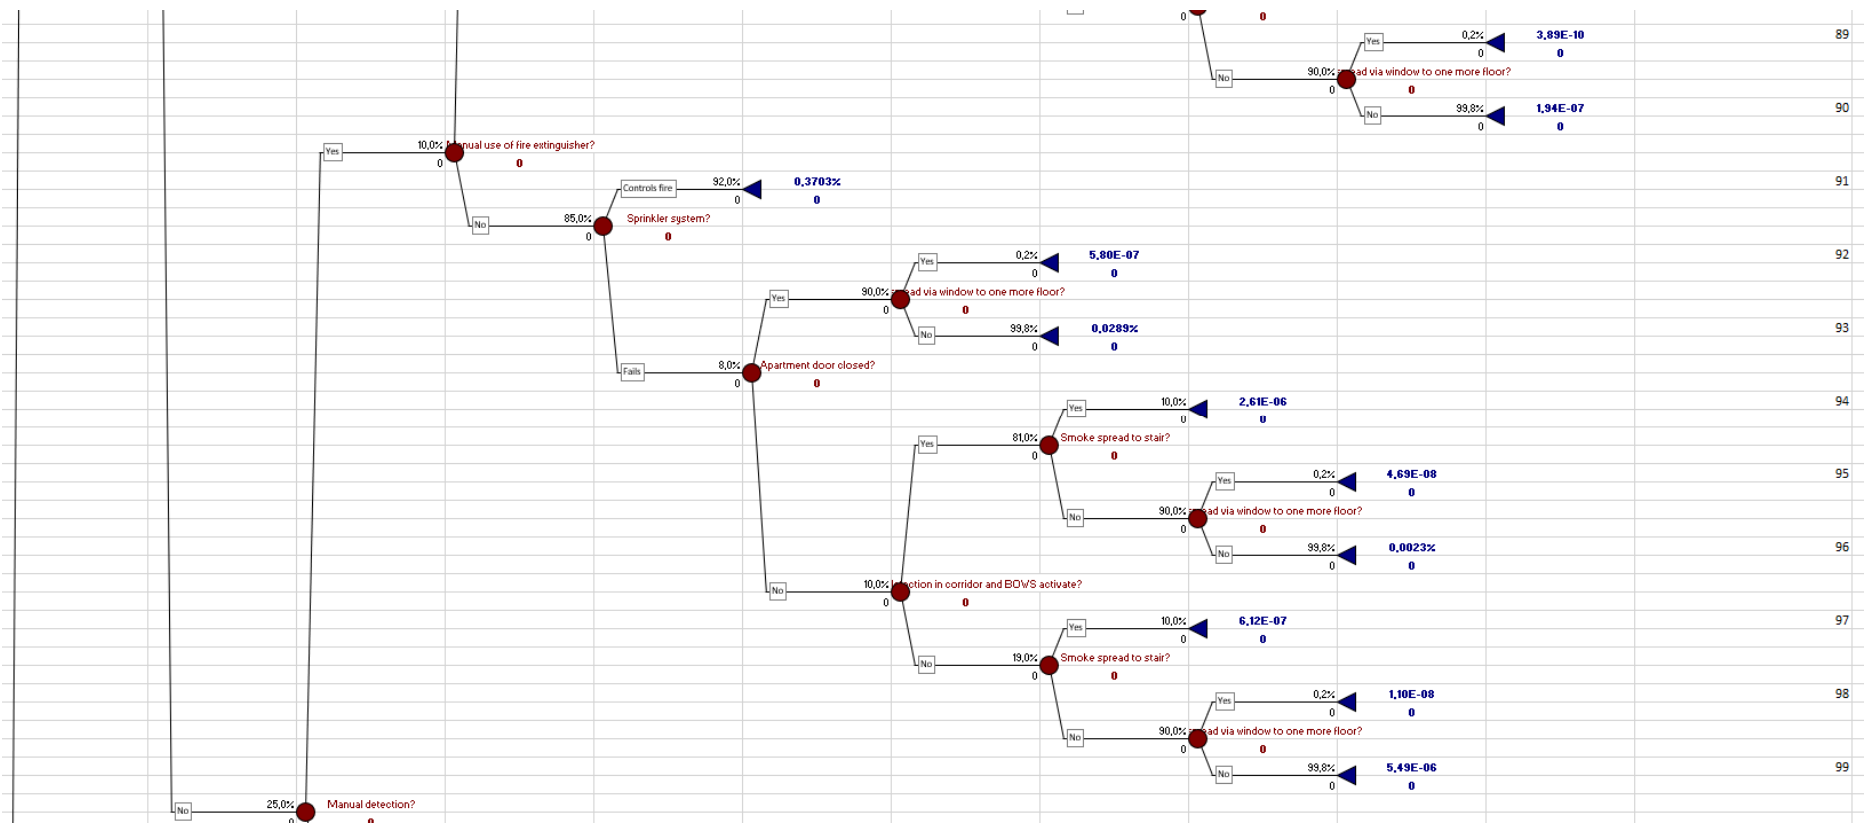 0 0
Yes 0,2% 3,89E-10 89
0 0
No 90,0% via window to one more floor?
0 0
No 99,8% 1,94E-07 90
0 0
Yes 10,0% use of fire extinguisher?
0 0
Controls fire 92,0% 0,3703% 91
0 0
No 85,0% Sprinkler system?
0 0
Yes 0,2% 5,80E-07 92
0 0
Yes 90,0% via window to one more floor?
0 0
No 99,8% 0,0289% 93
0 0
Fails 8,0% Apartment door closed?
0 0
Yes 10,0% 2,61E-06 94
0 0
Yes 81,0% Smoke spread to stair?
0 0
Yes 0,2% 4,69E-08 95
0 0
No 90,0% via window to one more floor?
0 0
No 99,8% 0,0023% 96
0 0
No 10,0% in corridor and BOVS activate?
0 0
Yes 10,0% 6,12E-07 97
0 0
No 19,0% Smoke spread to stair?
0 0
Yes 0,2% 1,10E-08 98
0 0
No 90,0% via window to one more floor?
0 0
No 99,8% 5,49E-06 99
0 0
No 25,0% Manual detection?
0 0